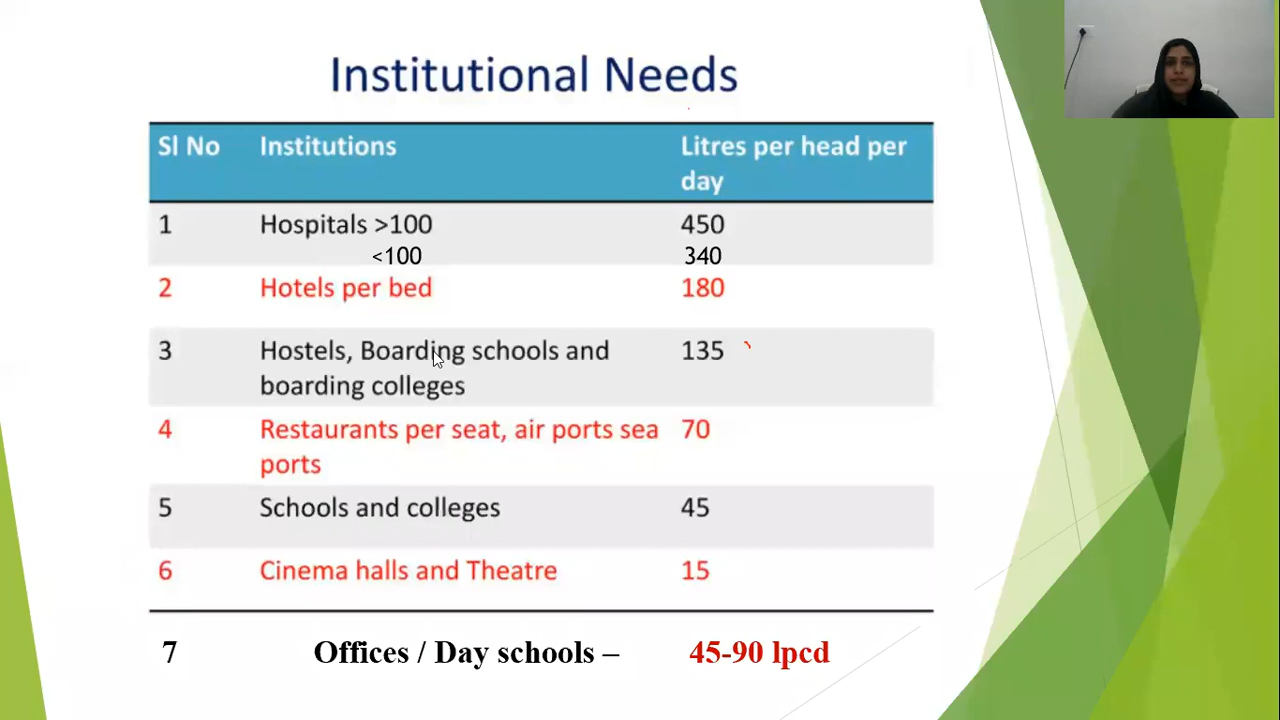 Institutional Needs
Sl No Institutions Litres per head per
day
1 Hospitals >100 450
<100 340
2 Hotels per bed 180
3 Hostels, Boarding schools and 135
boarding colleges
4 Restaurants per seat, air ports sea 70
ports
5 Schools and colleges 45
6 Cinema halls and Theatre 15
7 Offices / Day schools – 45-90 lpcd